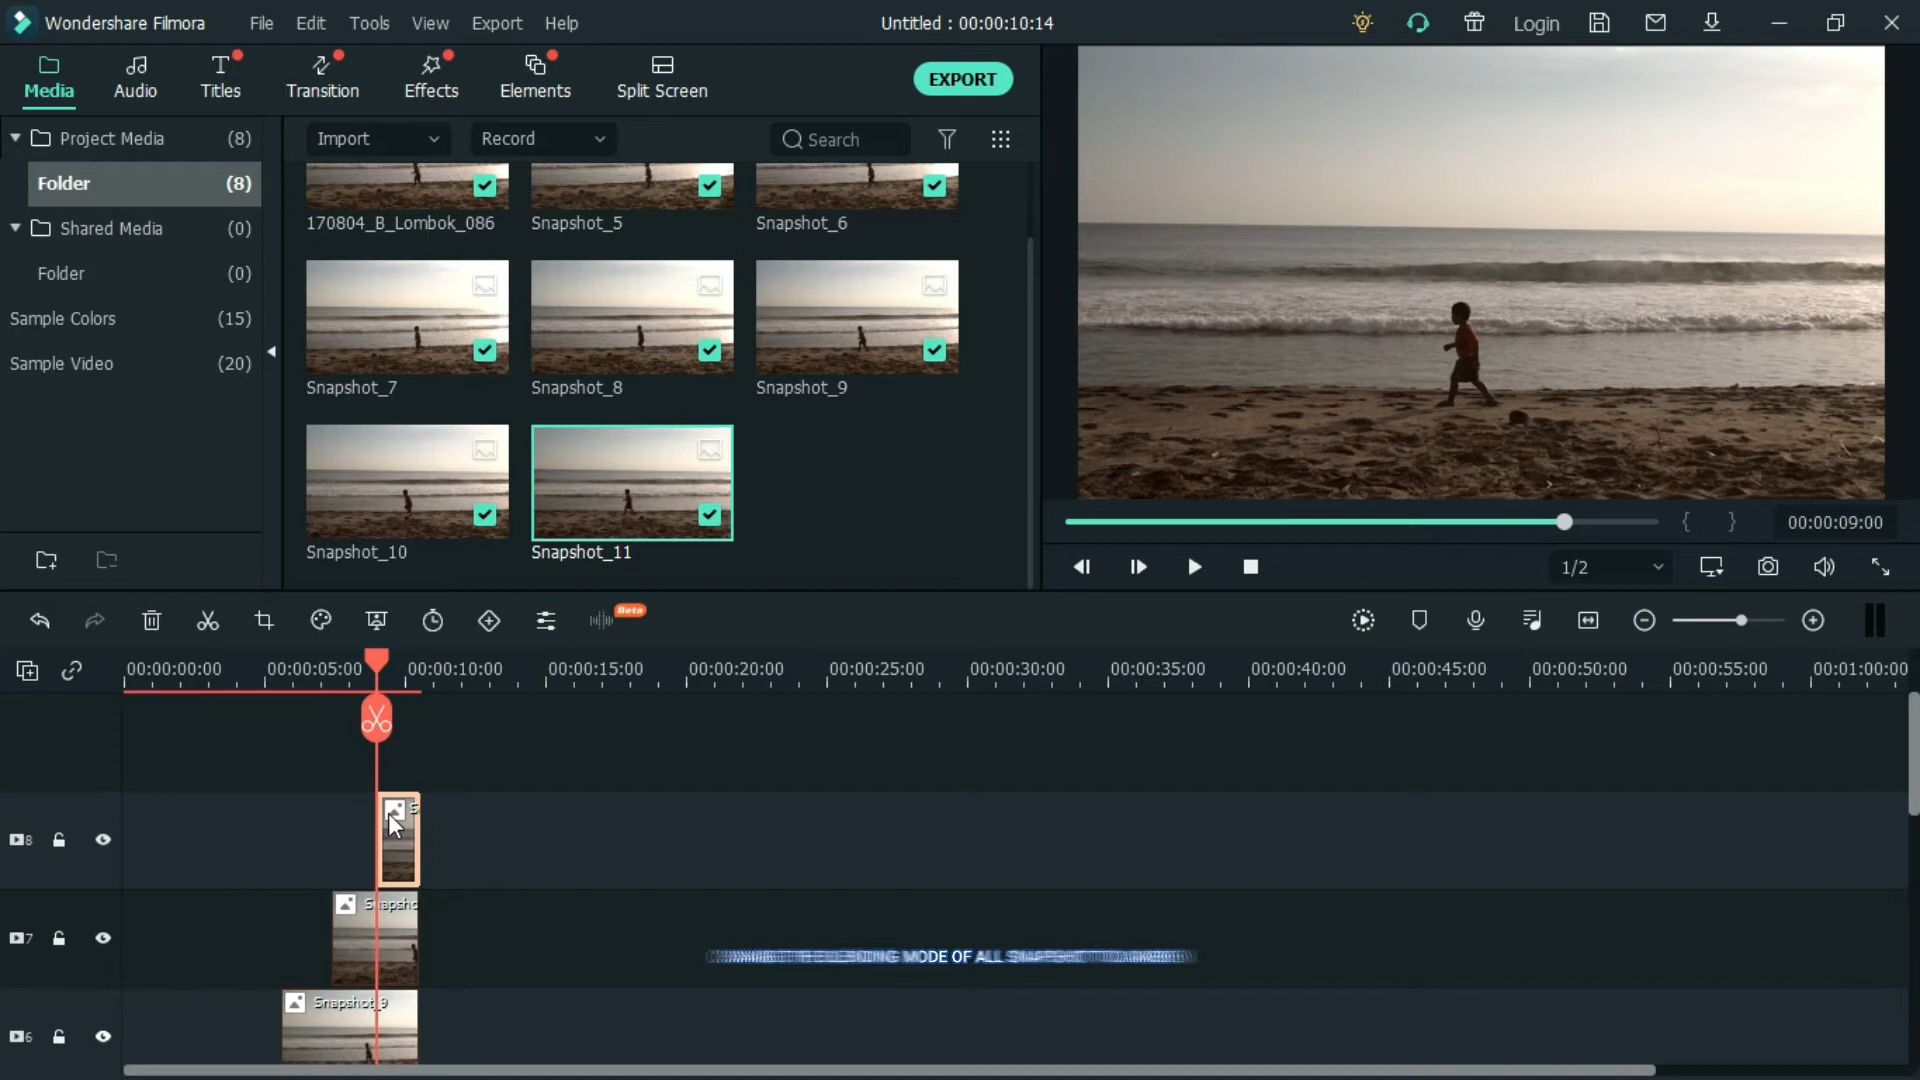 Wondershare Filmora File Edit Tools View Export Help Untitled : 00:00:10:14 Login
Media Audio Titles Transition Effects Elements Split Screen EXPORT
Project Media (8) Import Record Search
Folder (8)
Shared Media (0) 170804_B_Lombok_086 Snapshot_5 Snapshot_6
Folder (0)
Sample Colors (15)
Sample Video (20)
Snapshot_7 Snapshot_8 Snapshot_9
Snapshot_10 Snapshot_11
00:00:09:00
1/2
Beta
00:00:00:00 00:00:05:00 00:00:10:00 00:00:15:00 00:00:20:00 00:00:25:00 00:00:30:00 00:00:35:00 00:00:40:00 00:00:45:00 00:00:50:00 00:00:55:00 00:01:00:00
S
8
Snapsho
7
MODE OF ALL
Snapshot_9
6